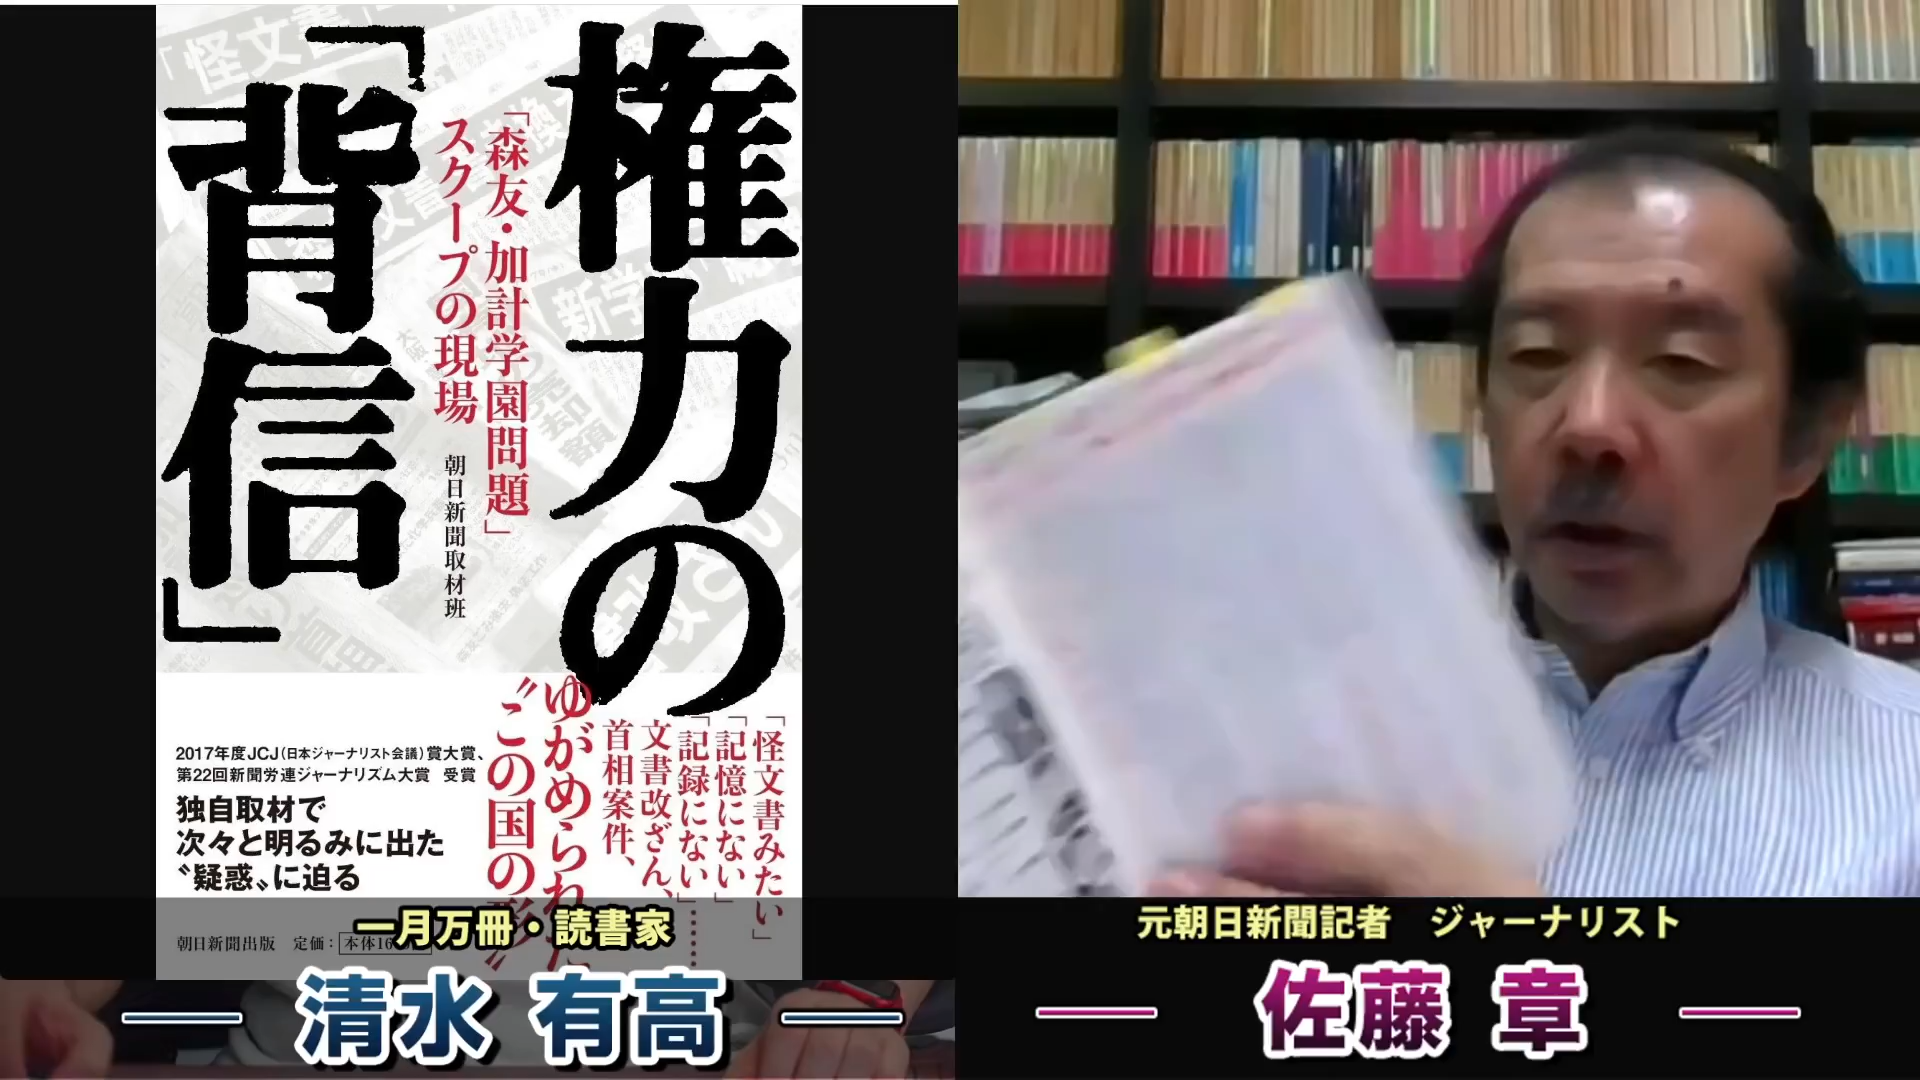 権力の
「背信」
「森友・加計学園問題」
スクープの現場
朝日新聞取材班
「怪文書みたい」
「記憶にない」
「記録にない」……
文書改ざん、
首相案件、
ゆがめられた
〝この国の形〟
2017年度JCJ(日本ジャーナリスト会議)賞大賞、
第22回新聞労連ジャーナリズム大賞 受賞
独自取材で
次々と明るみに出た
〝疑惑〟に迫る
朝日新聞出版 定価:本体16
一月万冊・読書家
清水 有高
元朝日新聞記者 ジャーナリスト
佐藤 章